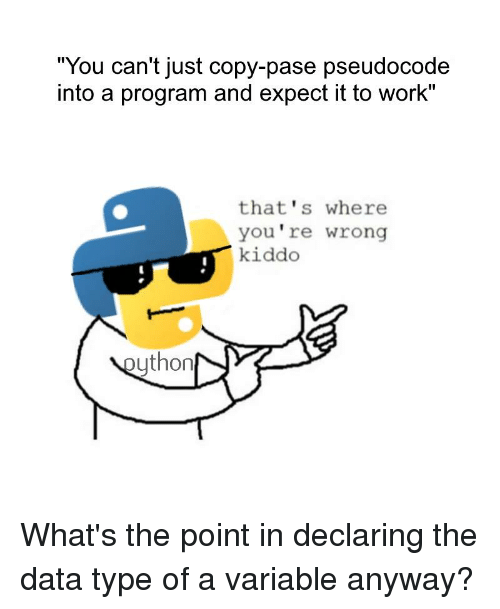 "You can't just copy-pase pseudocode
into a program and expect it to work"
that's where
you're wrong
kiddo
python
What's the point in declaring the
data type of a variable anyway?